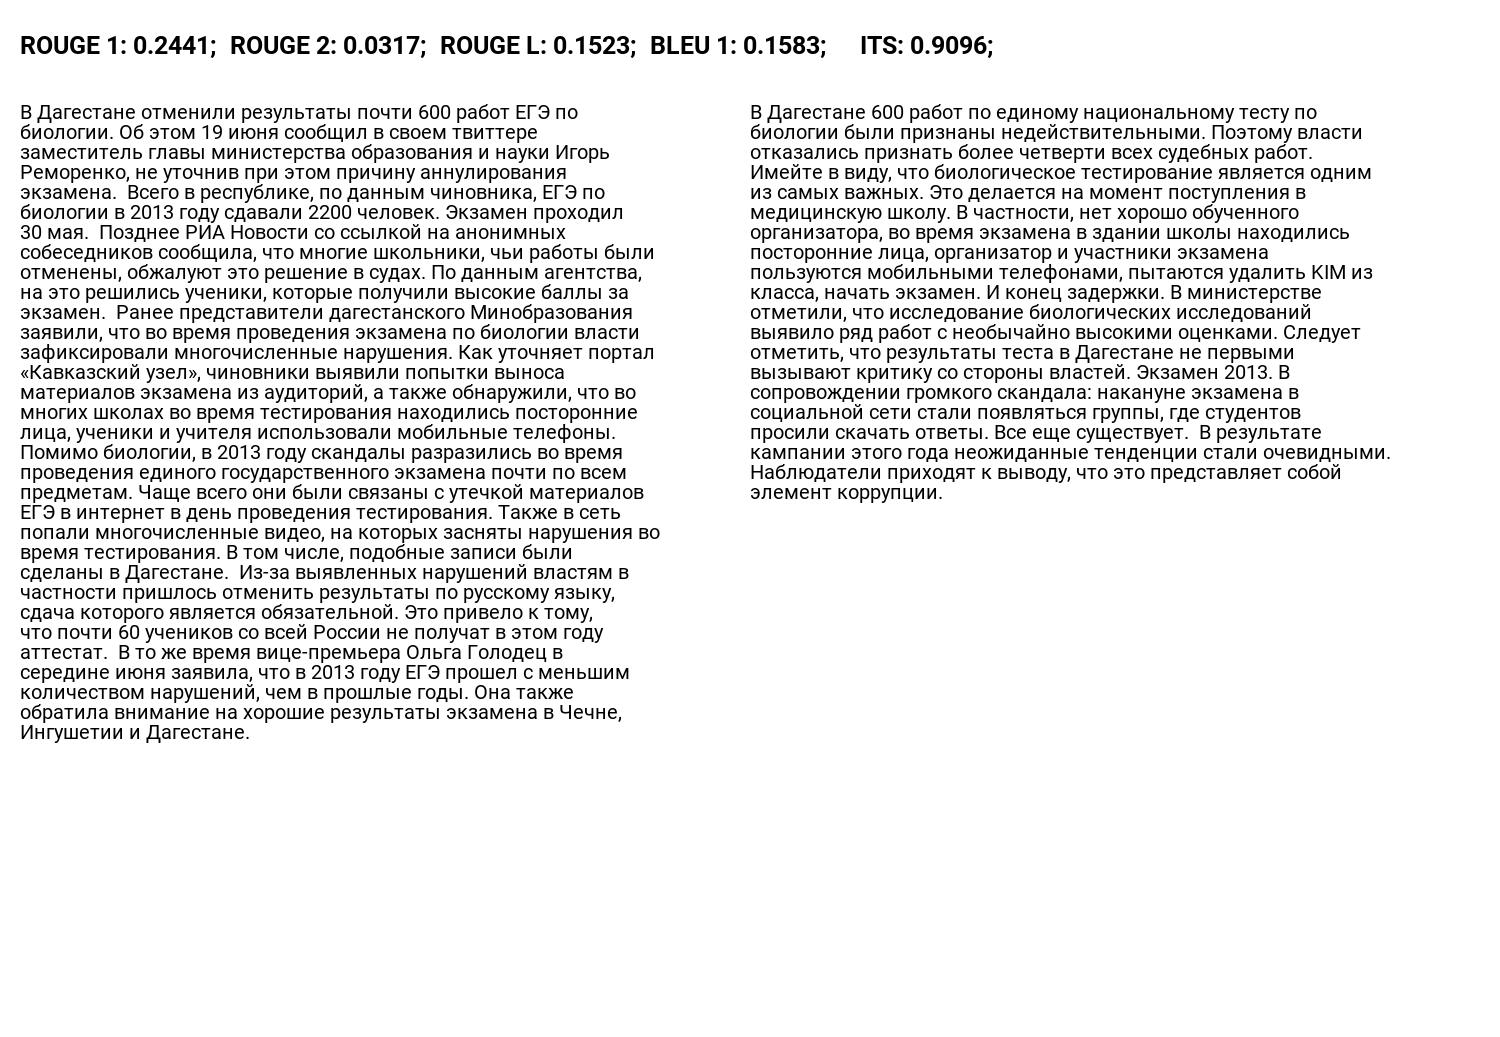 ROUGE 1: 0.2441;  ROUGE 2: 0.0317;  ROUGE L: 0.1523;  BLEU 1: 0.1583;     ITS: 0.9096;
В Дагестане отменили результаты почти 600 работ ЕГЭ по
биологии. Об этом 19 июня сообщил в своем твиттере
заместитель главы министерства образования и науки Игорь
Реморенко, не уточнив при этом причину аннулирования
экзамена.  Всего в республике, по данным чиновника, ЕГЭ по
биологии в 2013 году сдавали 2200 человек. Экзамен проходил
30 мая.  Позднее РИА Новости со ссылкой на анонимных
собеседников сообщила, что многие школьники, чьи работы были
отменены, обжалуют это решение в судах. По данным агентства,
на это решились ученики, которые получили высокие баллы за
экзамен.  Ранее представители дагестанского Минобразования
заявили, что во время проведения экзамена по биологии власти
зафиксировали многочисленные нарушения. Как уточняет портал
«Кавказский узел», чиновники выявили попытки выноса
материалов экзамена из аудиторий, а также обнаружили, что во
многих школах во время тестирования находились посторонние
лица, ученики и учителя использовали мобильные телефоны.
Помимо биологии, в 2013 году скандалы разразились во время
проведения единого государственного экзамена почти по всем
предметам. Чаще всего они были связаны с утечкой материалов
ЕГЭ в интернет в день проведения тестирования. Также в сеть
попали многочисленные видео, на которых засняты нарушения во
время тестирования. В том числе, подобные записи были
сделаны в Дагестане.  Из-за выявленных нарушений властям в
частности пришлось отменить результаты по русскому языку,
сдача которого является обязательной. Это привело к тому,
что почти 60 учеников со всей России не получат в этом году
аттестат.  В то же время вице-премьера Ольга Голодец в
середине июня заявила, что в 2013 году ЕГЭ прошел с меньшим
количеством нарушений, чем в прошлые годы. Она также
обратила внимание на хорошие результаты экзамена в Чечне,
Ингушетии и Дагестане.
В Дагестане 600 работ по единому национальному тесту по
биологии были признаны недействительными. Поэтому власти
отказались признать более четверти всех судебных работ.
Имейте в виду, что биологическое тестирование является одним
из самых важных. Это делается на момент поступления в
медицинскую школу. В частности, нет хорошо обученного
организатора, во время экзамена в здании школы находились
посторонние лица, организатор и участники экзамена
пользуются мобильными телефонами, пытаются удалить KIM из
класса, начать экзамен. И конец задержки. В министерстве
отметили, что исследование биологических исследований
выявило ряд работ с необычайно высокими оценками. Следует
отметить, что результаты теста в Дагестане не первыми
вызывают критику со стороны властей. Экзамен 2013. В
сопровождении громкого скандала: накануне экзамена в
социальной сети стали появляться группы, где студентов
просили скачать ответы. Все еще существует.  В результате
кампании этого года неожиданные тенденции стали очевидными.
Наблюдатели приходят к выводу, что это представляет собой
элемент коррупции.